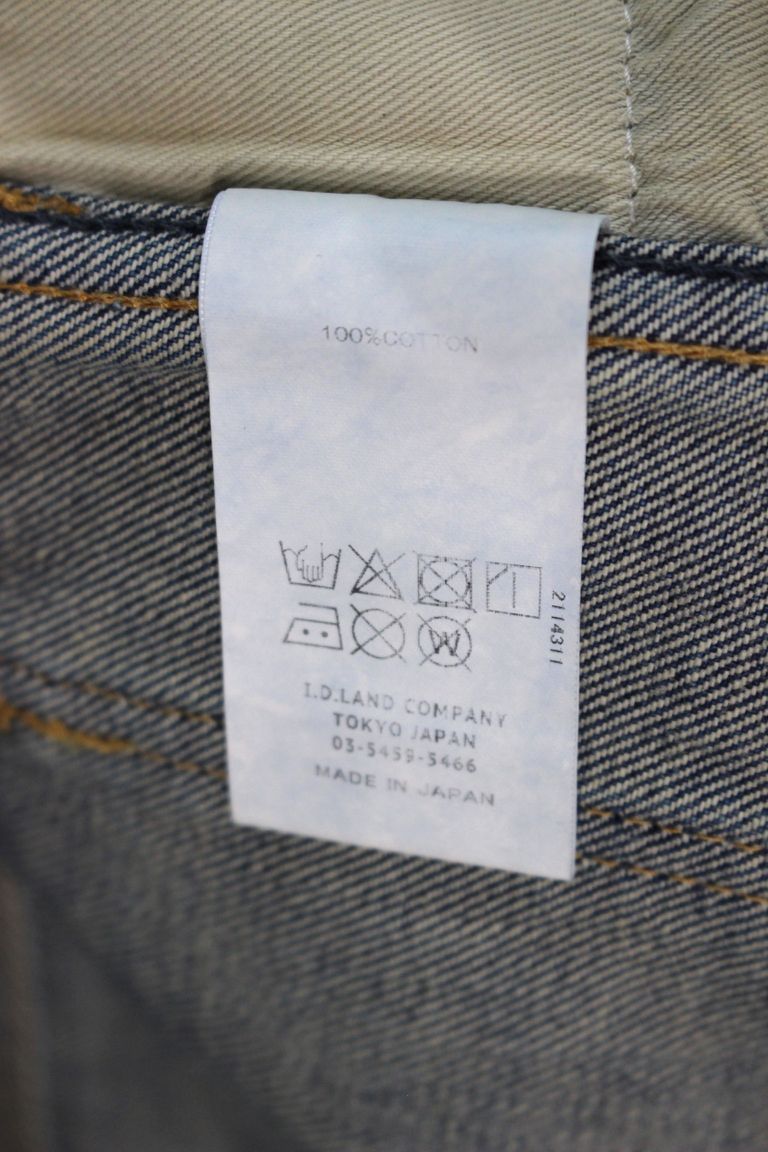 100%COTTON
2114311
W
I.D.LAND COMPANY
TOKYO JAPAN
03-5459-5466
MADE IN JAPAN